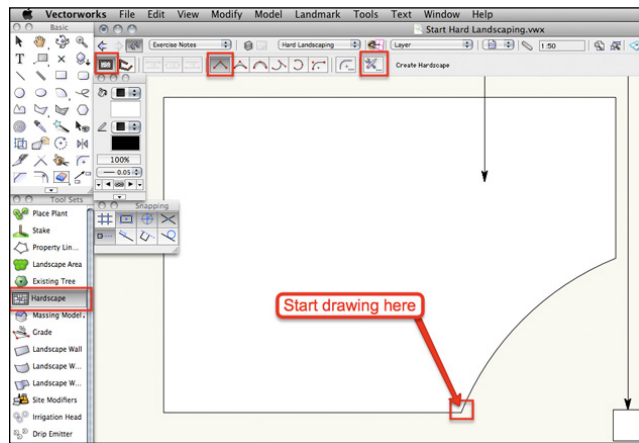 Vectorworks File Edit View Modify Model Landmark Tools Text Window Help
Basic
Start Hard Landscaping.vwx
Exercise Notes
Hard Landscaping
Layer
1:50
Create Hardscape
100%
0.05
Snapping
Tool Sets
Place Plant
Stake
Property Lin...
Landscape Area
Existing Tree
Hardscape
Massing Model.
Grade
Landscape Wall
Landscape W...
Landscape W...
Site Modifiers
Irrigation Head
Drip Emitter
Start drawing here